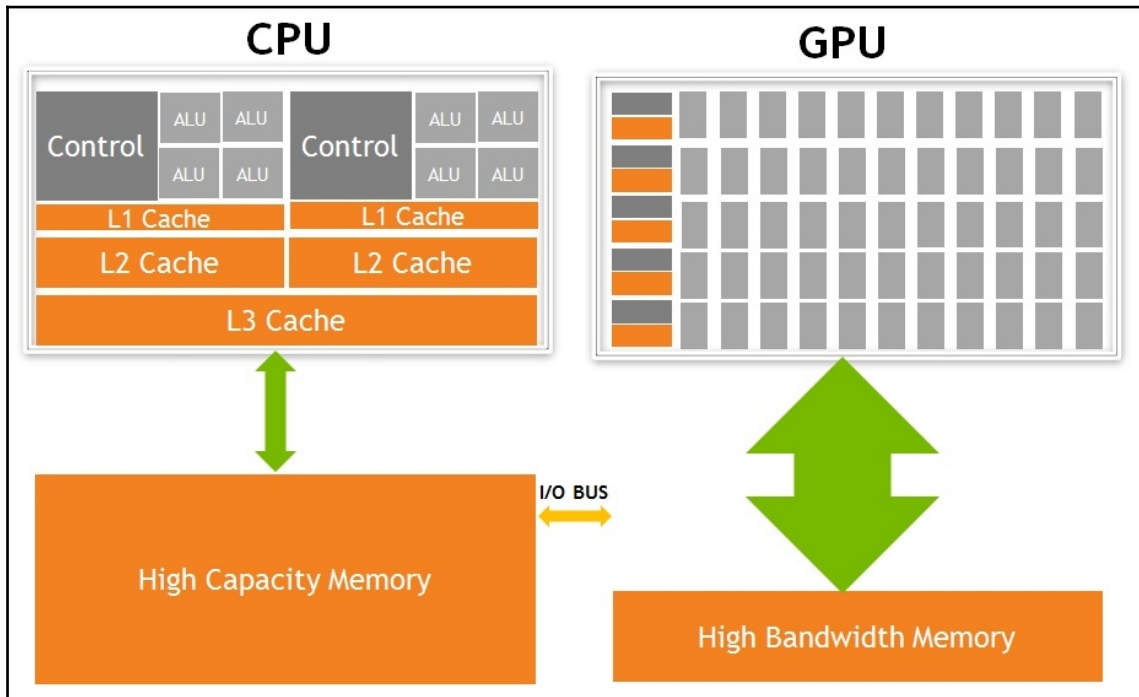 CPU
GPU
Control
ALU
ALU
ALU
ALU
Control
ALU
ALU
ALU
ALU
L1 Cache
L1 Cache
L2 Cache
L2 Cache
L3 Cache
I/O BUS
High Capacity Memory
High Bandwidth Memory